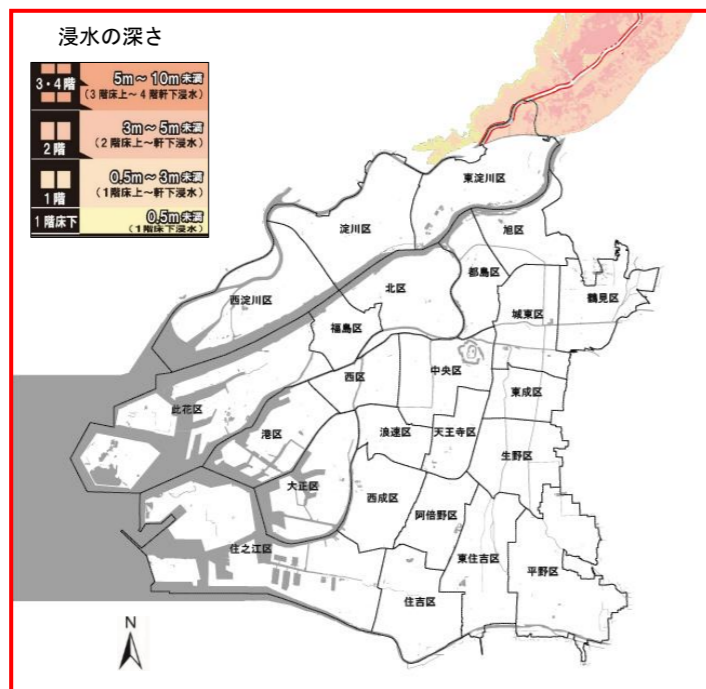 浸水の深さ
3・4階
5m~10m未満
(3階床上~4階軒下浸水)
2階
3m~5m未満
(2階床上~軒下浸水)
1階
0.5m~3m未満
(1階床上~軒下浸水)
1階床下
0.5m未満
(1階床下浸水)
東淀川区
淀川区
旭区
都島区
北区
鶴見区
西淀川区
城東区
福島区
中央区
西区
東成区
此花区
港区
浪速区
天王寺区
生野区
大正区
西成区
阿倍野区
住之江区
東住吉区
平野区
住吉区
N